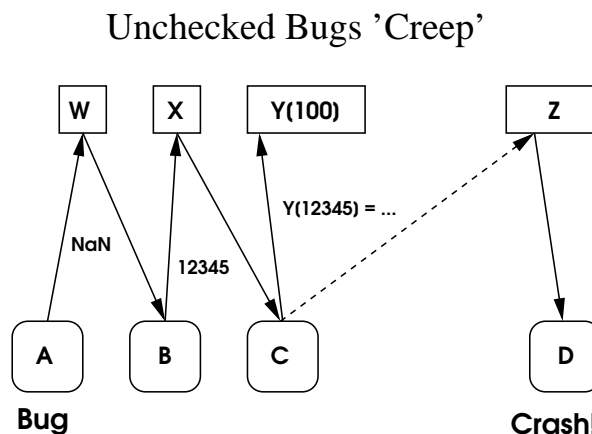 Unchecked Bugs ’Creep’
W
X
Y(100)
Z
Y(12345) = ...
NaN
12345
A
B
C
D
Bug
Crash!